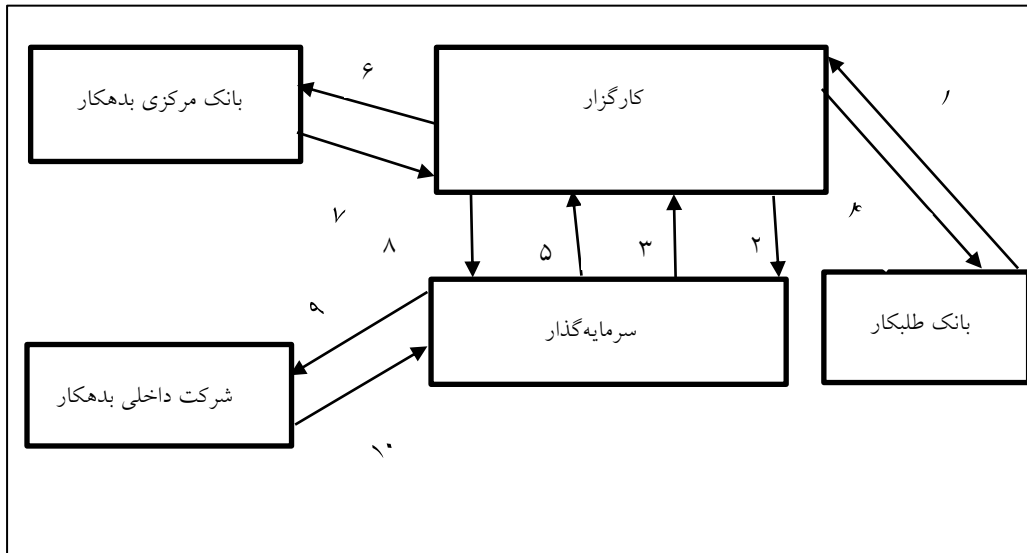 ۱
کارگزار
۶
بانک مرکزی بدهکار
۴
۲
۳
۵
۸
۷
بانک طلبکار
سرمایه‌گذار
۹
شرکت داخلی بدهکار
۱۰